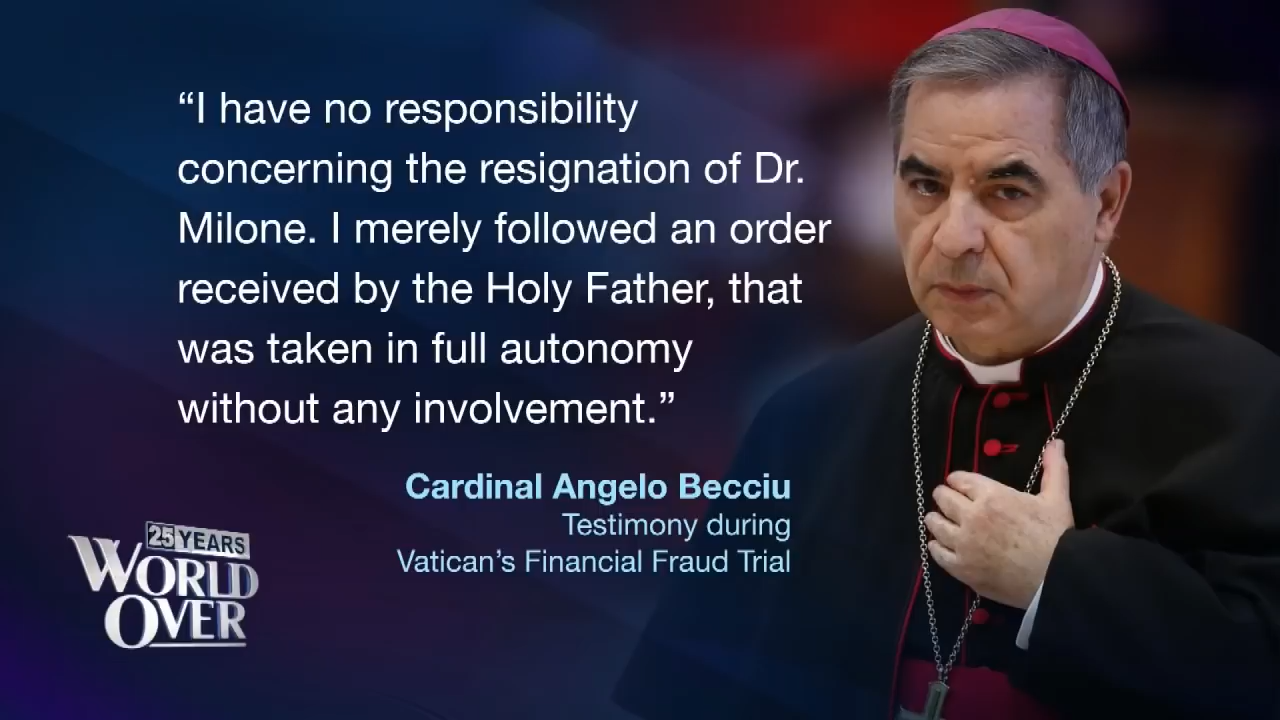 “I have no responsibility
concerning the resignation of Dr.
Milone. I merely followed an order
received by the Holy Father, that
was taken in full autonomy
without any involvement.”
Cardinal Angelo Becciu
Testimony during
Vatican’s Financial Fraud Trial
25 YEARS
WORLD
OVER